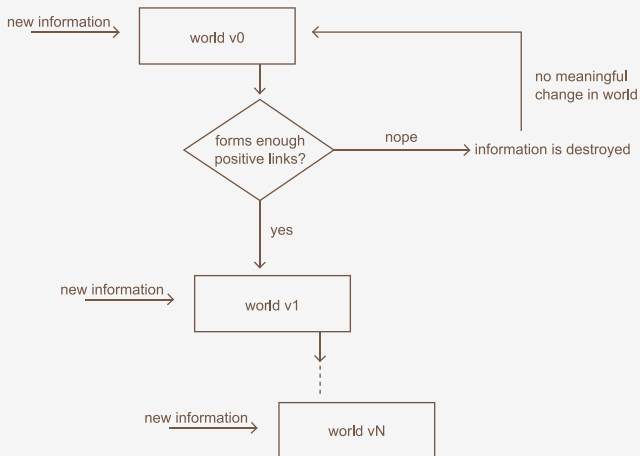 new information
world v0
no meaningful
change in world
forms enough
positive links?
nope
information is destroyed
yes
new information
world v1
new information
world vN